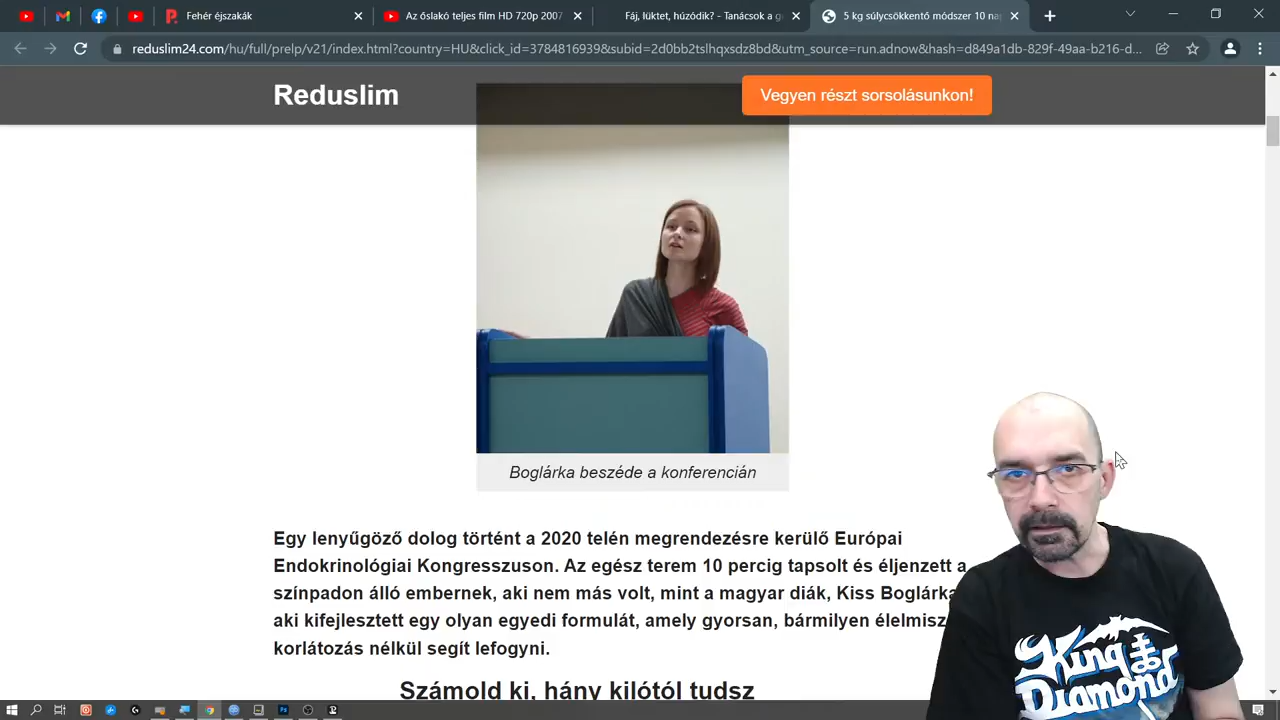 Fehér éjszakák
Az őslakó teljes film HD 720p 2007
Fáj, lüktet, húzódik? - Tanácsok a g
5 kg súlycsökkentő módszer 10 na
reduslim24.com/hu/full/prelp/v21/index.html?country=HU&click_id=3784816939&subid=2d0bb2tslhqxsdz8bd&utm_source=run.adnow&hash=d849a1db-829f-49aa-b216-d...
Reduslim
Vegyen részt sorsolásunkon!
Boglárka beszéde a konferencián
Egy lenyűgöző dolog történt a 2020 telén megrendezésre kerülő Európai
Endokrinológiai Kongresszuson. Az egész terem 10 percig tapsolt és éljenzett a
színpadon álló embernek, aki nem más volt, mint a magyar diák, Kiss Boglárka
aki kifejlesztett egy olyan egyedi formulát, amely gyorsan, bármilyen élelmisz
korlátozás nélkül segít lefogyni.
Számold ki, hány kilótól tudsz
King
Diamond